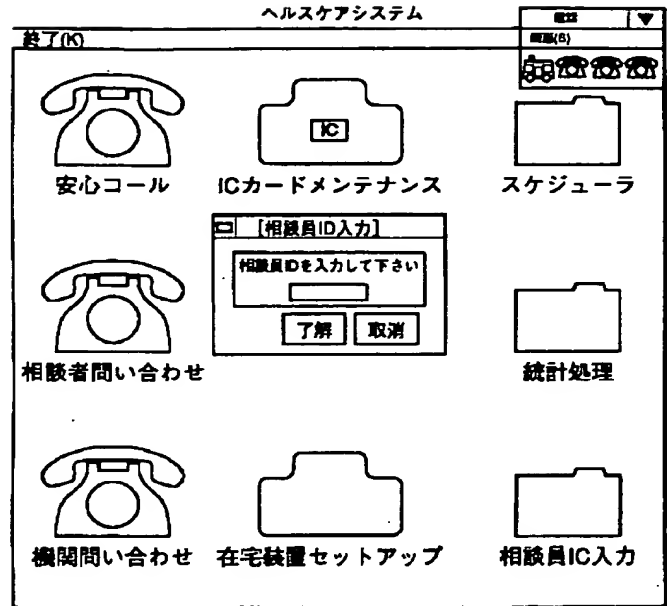 ヘルスケアシステム
電話
終了(K)
IC
安心コール
ICカードメンテナンス
スケジューラ
[相談員ID入力]
相談員IDを入力して下さい
了解
取消
相談者問い合わせ
統計処理
機関問い合わせ
在宅装置セットアップ
相談員IC入力